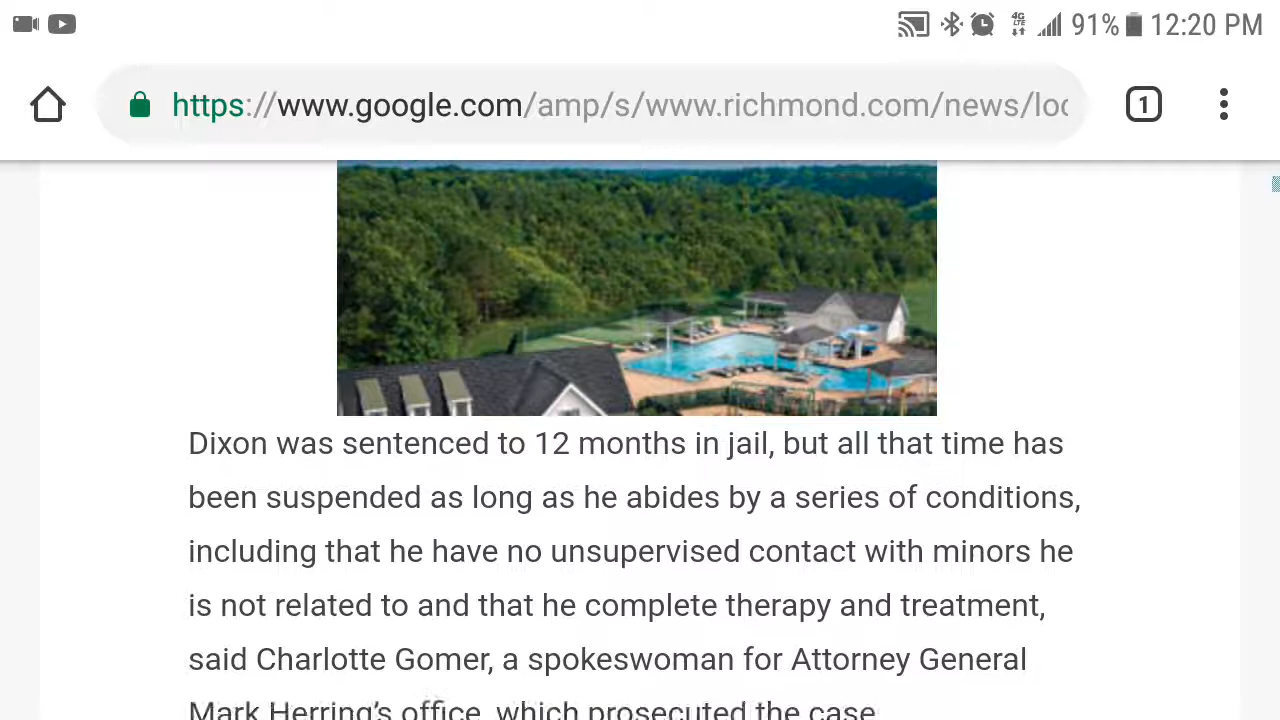 4G LTE 91% 12:20 PM
https://www.google.com/amp/s/www.richmond.com/news/loc
1
Dixon was sentenced to 12 months in jail, but all that time has
been suspended as long as he abides by a series of conditions,
including that he have no unsupervised contact with minors he
is not related to and that he complete therapy and treatment,
said Charlotte Gomer, a spokeswoman for Attorney General
Mark Herring's office, which prosecuted the case